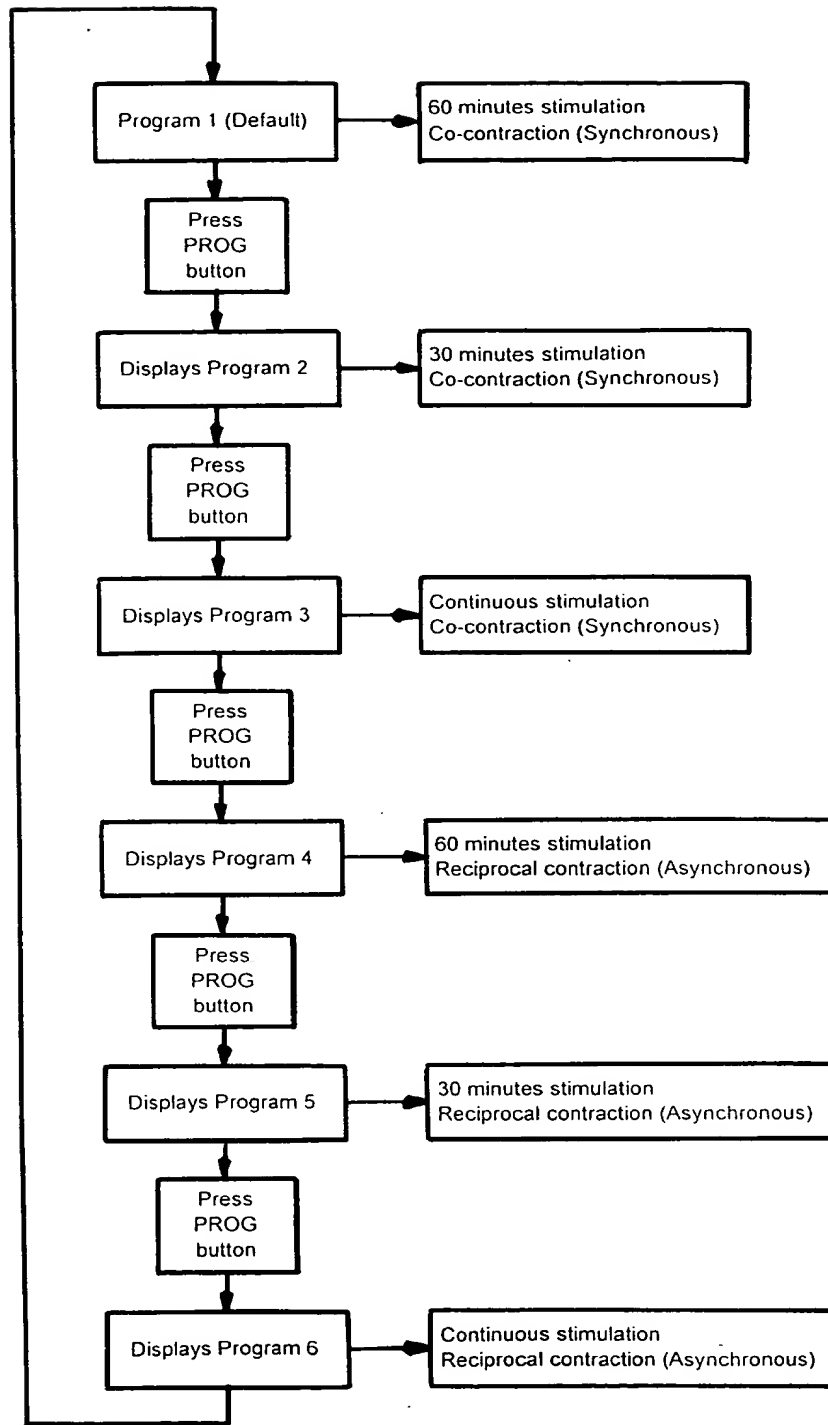 Program 1 (Default)
60 minutes stimulation
Co-contraction (Synchronous)
Press
PROG
button
Displays Program 2
30 minutes stimulation
Co-contraction (Synchronous)
Press
PROG
button
Displays Program 3
Continuous stimulation
Co-contraction (Synchronous)
Press
PROG
button
Displays Program 4
60 minutes stimulation
Reciprocal contraction (Asynchronous)
Press
PROG
button
Displays Program 5
30 minutes stimulation
Reciprocal contraction (Asynchronous)
Press
PROG
button
Displays Program 6
Continuous stimulation
Reciprocal contraction (Asynchronous)